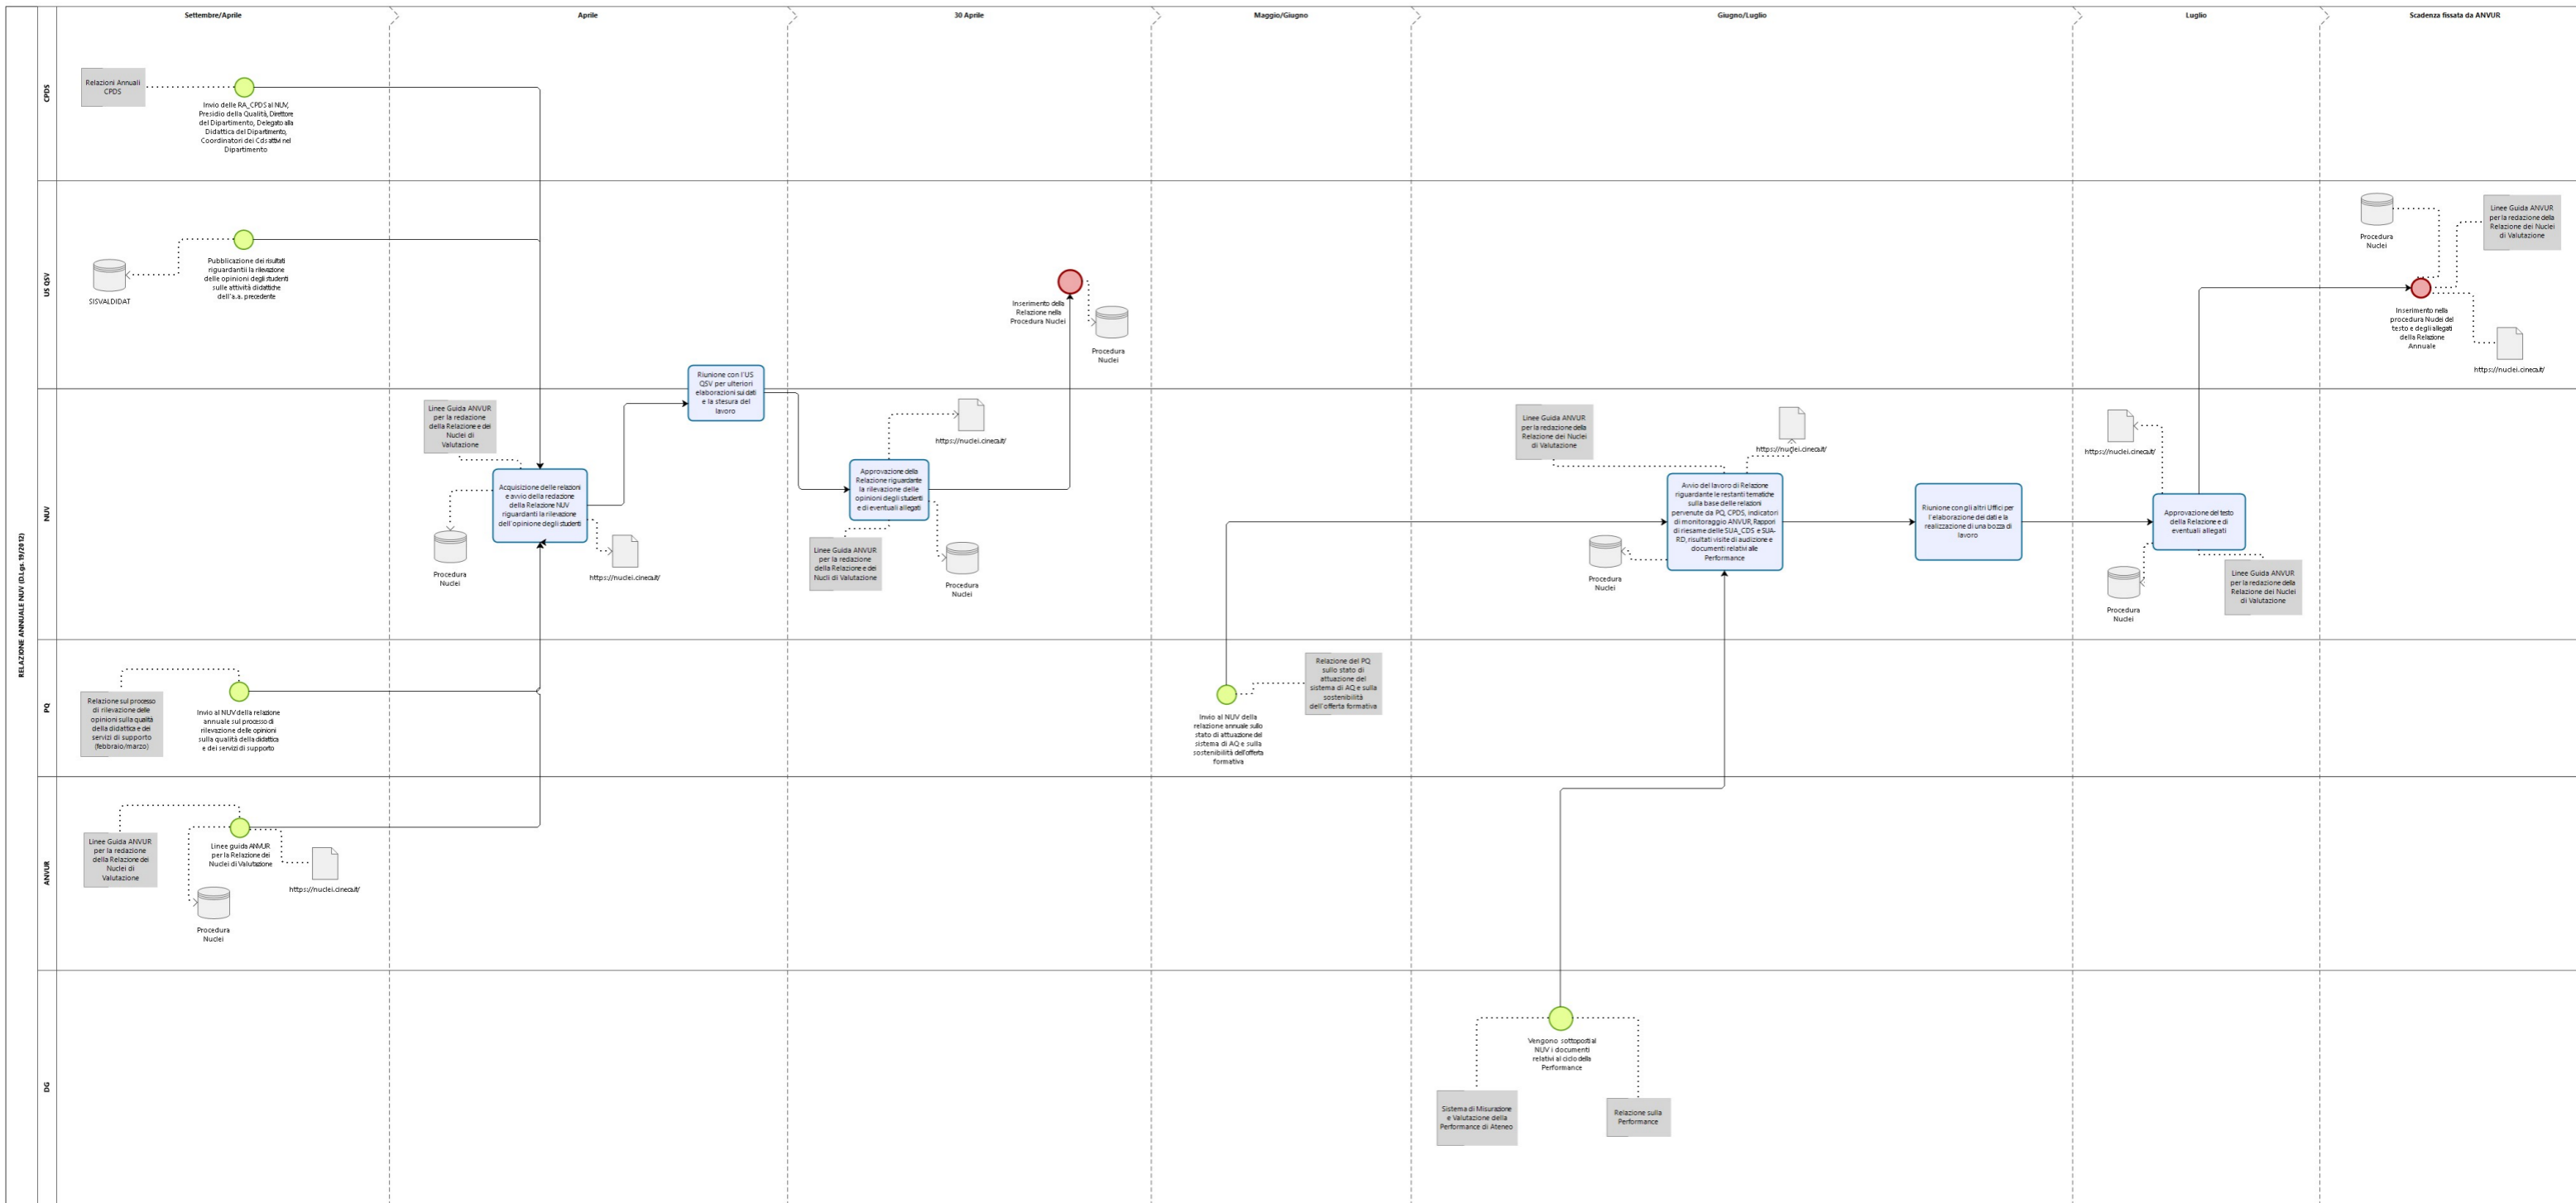 Settembre/Aprile
Aprile
30 Aprile
Maggio/Giugno
Giugno/Luglio
Luglio
Scadenza fissata da ANVUR
RELAZIONE ANNUALE NUV (D.Lgs. 19/2012)
CPDS
Relazioni Annuali
CPDS
Invio delle RA_CPDS al NUV,
Presidio della Qualità, Direttore
del Dipartimento, Delegato alla
Didattica del Dipartimento,
Coordinatori dei Cds attivi nel
Dipartimento
US QSV
SISVALDIDAT
Pubblicazione dei risultati
riguardanti la rilevazione
delle opinioni degli studenti
sulle attività didattiche
dell'a.a. precedente
Inserimento della
Relazione nella
Procedura Nuclei
Procedura
Nuclei
Procedura
Nuclei
Linee Guida ANVUR
per la redazione della
Relazione dei Nuclei
di Valutazione
Inserimento nella
procedura Nuclei del
testo e degli allegati
della Relazione
Annuale
https://nuclei.cineca.it/
Riunione con l'US
QSV per ulteriori
elaborazioni sui dati
e la stesura del
lavoro
NUV
Linee Guida ANVUR
per la redazione
della Relazione e dei
Nuclei di
Valutazione
Acquisizione delle relazioni
e avvio della redazione
della Relazione NUV
riguardanti la rilevazione
dell'opinione degli studenti
Procedura
Nuclei
https://nuclei.cineca.it/
https://nuclei.cineca.it/
Approvazione della
Relazione riguardante
la rilevazione delle
opinioni degli studenti
e di eventuali allegati
Linee Guida ANVUR
per la redazione
della Relazione e dei
Nucli di Valutazione
Procedura
Nuclei
Linee Guida ANVUR
per la redazione della
Relazione dei Nuclei
di Valutazione
https://nuclei.cineca.it/
Avvio del lavoro di Relazione
riguardante le restanti tematiche
sulla base delle relazioni
pervenute da PQ, CPDS, indicatori
di monitoraggio ANVUR, Rapporti
di riesame delle SUA_CDS e SUA-
RD, risultati visite di audizione e
documenti relativi alle
Performance
Procedura
Nuclei
Riunione con gli altri Uffici per
l'elaborazione dei dati e la
realizzazione di una bozza di
lavoro
https://nuclei.cineca.it/
Approvazione del testo
della Relazione e di
eventuali allegati
Procedura
Nuclei
Linee Guida ANVUR
per la redazione della
Relazione dei Nuclei
di Valutazione
PQ
Relazione sul processo
di rilevazione delle
opinioni sulla qualità
della didattica e dei
servizi di supporto
(febbraio/marzo)
Invio al NUV della relazione
annuale sul processo di
rilevazione delle opinioni
sulla qualità della didattica
e dei servizi di supporto
Invio al NUV della
relazione annuale sullo
stato di attuazione del
sistema di AQ e sulla
sostenibilità dell'offerta
formativa
Relazione del PQ
sullo stato di
attuazione del
sistema di AQ e sulla
sostenibilità
dell'offerta formativa
ANVUR
Linee Guida ANVUR
per la redazione
della Relazione dei
Nuclei di
Valutazione
Linee guida ANVUR
per la Relazione dei
Nuclei di Valutazione
https://nuclei.cineca.it/
Procedura
Nuclei
DG
Vengono sottoposti al
NUV i documenti
relativi al ciclo della
Performance
Sistema di Misurazione
e Valutazione della
Performance di Ateneo
Relazione sulla
Performance